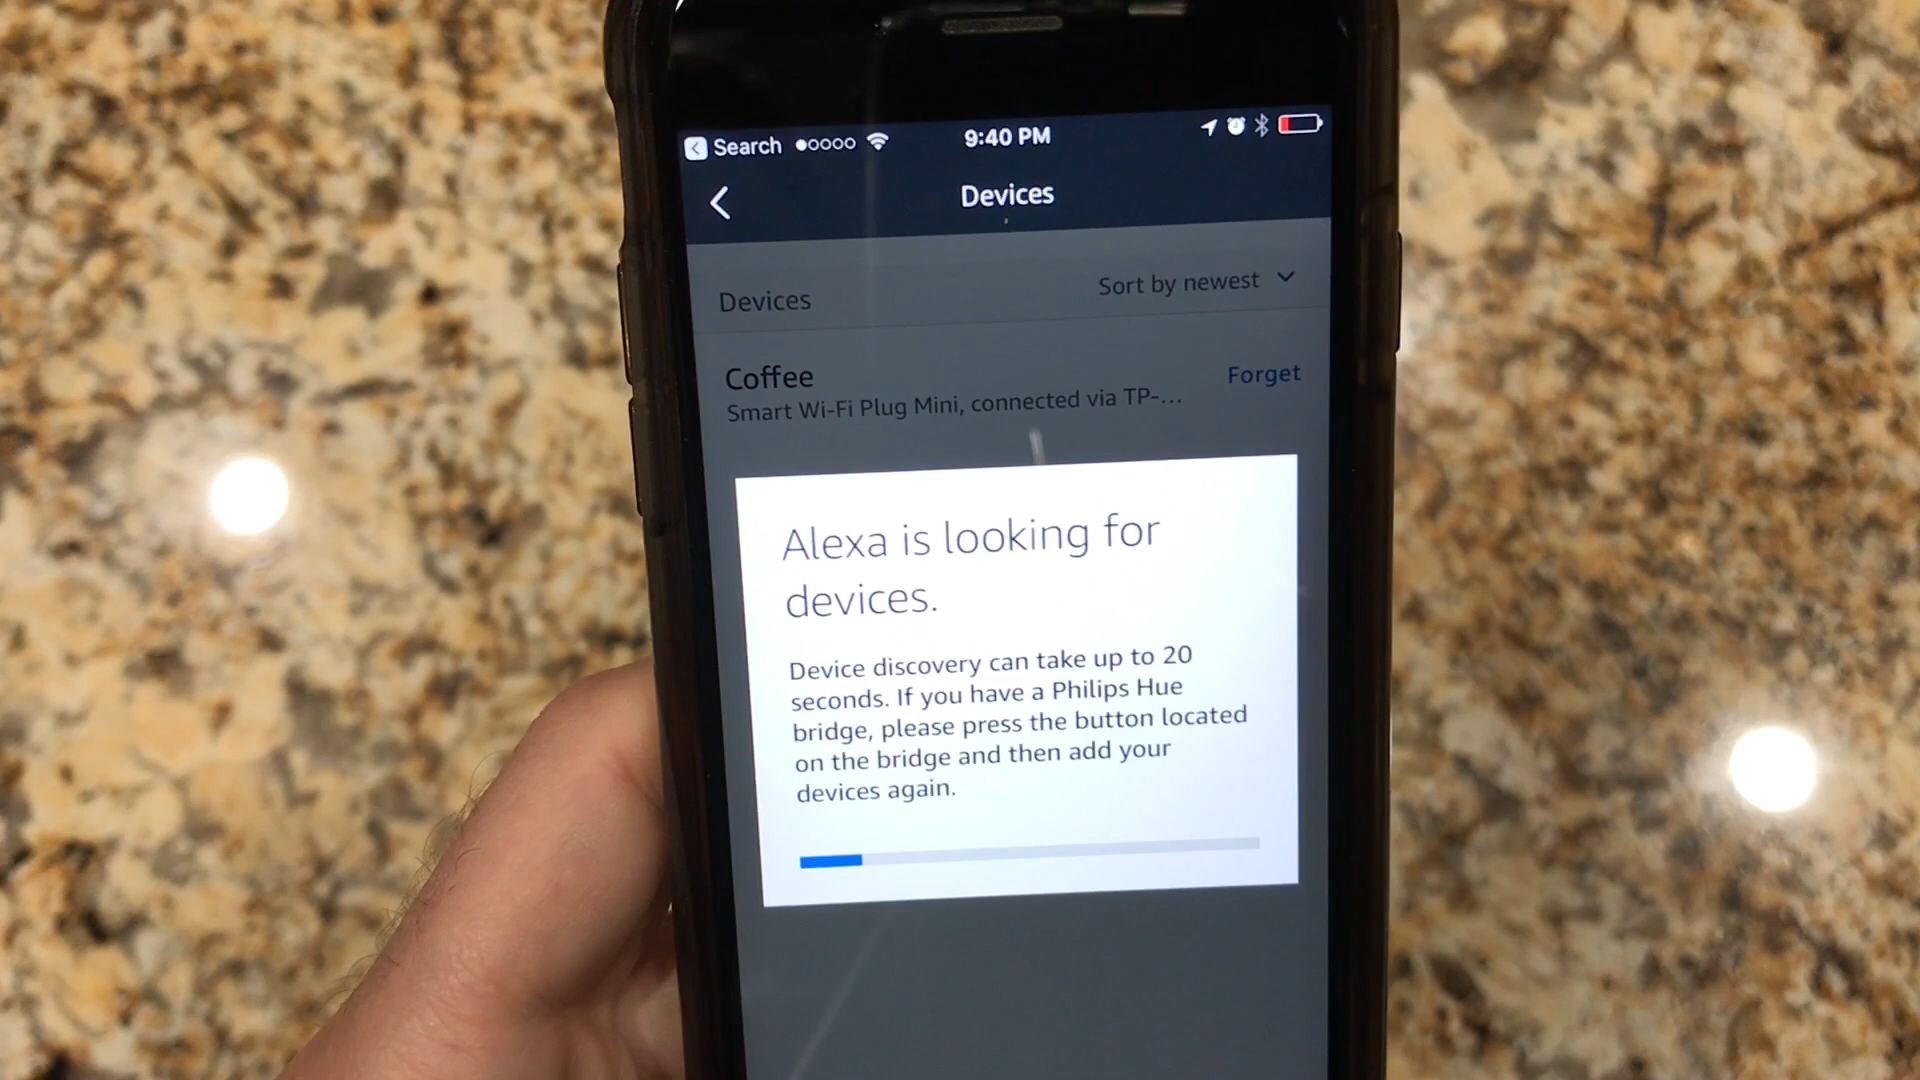 Search 9:40 PM
Devices
Devices Sort by newest
Coffee Forget
Smart Wi-Fi Plug Mini, connected via TP-...
Alexa is looking for
devices.
Device discovery can take up to 20
seconds. If you have a Philips Hue
bridge, please press the button located
on the bridge and then add your
devices again.